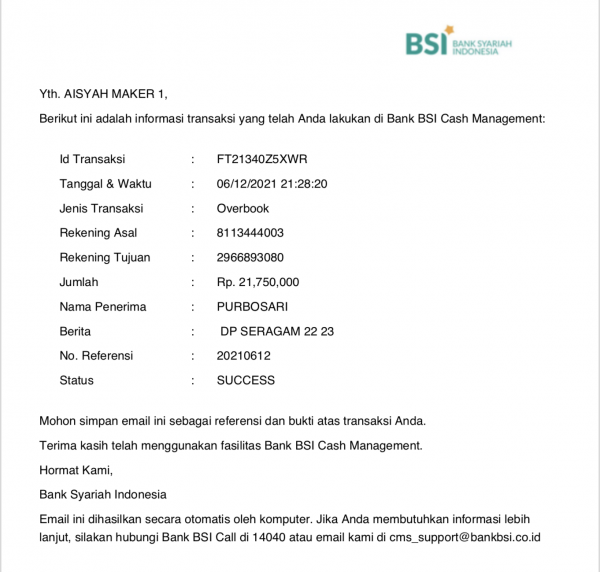 BSI BANK SYARIAH
INDONESIA
Yth. AISYAH MAKER 1,
Berikut ini adalah informasi transaksi yang telah Anda lakukan di Bank BSI Cash Management:
Id Transaksi : FT21340Z5XWR
Tanggal & Waktu : 06/12/2021 21:28:20
Jenis Transaksi : Overbook
Rekening Asal : 8113444003
Rekening Tujuan : 2966893080
Jumlah : Rp. 21,750,000
Nama Penerima : PURBOSARI
Berita : DP SERAGAM 22 23
No. Referensi : 20210612
Status : SUCCESS
Mohon simpan email ini sebagai referensi dan bukti atas transaksi Anda.
Terima kasih telah menggunakan fasilitas Bank BSI Cash Management.
Hormat Kami,
Bank Syariah Indonesia
Email ini dihasilkan secara otomatis oleh komputer. Jika Anda membutuhkan informasi lebih
lanjut, silakan hubungi Bank BSI Call di 14040 atau email kami di cms_support@bankbsi.co.id